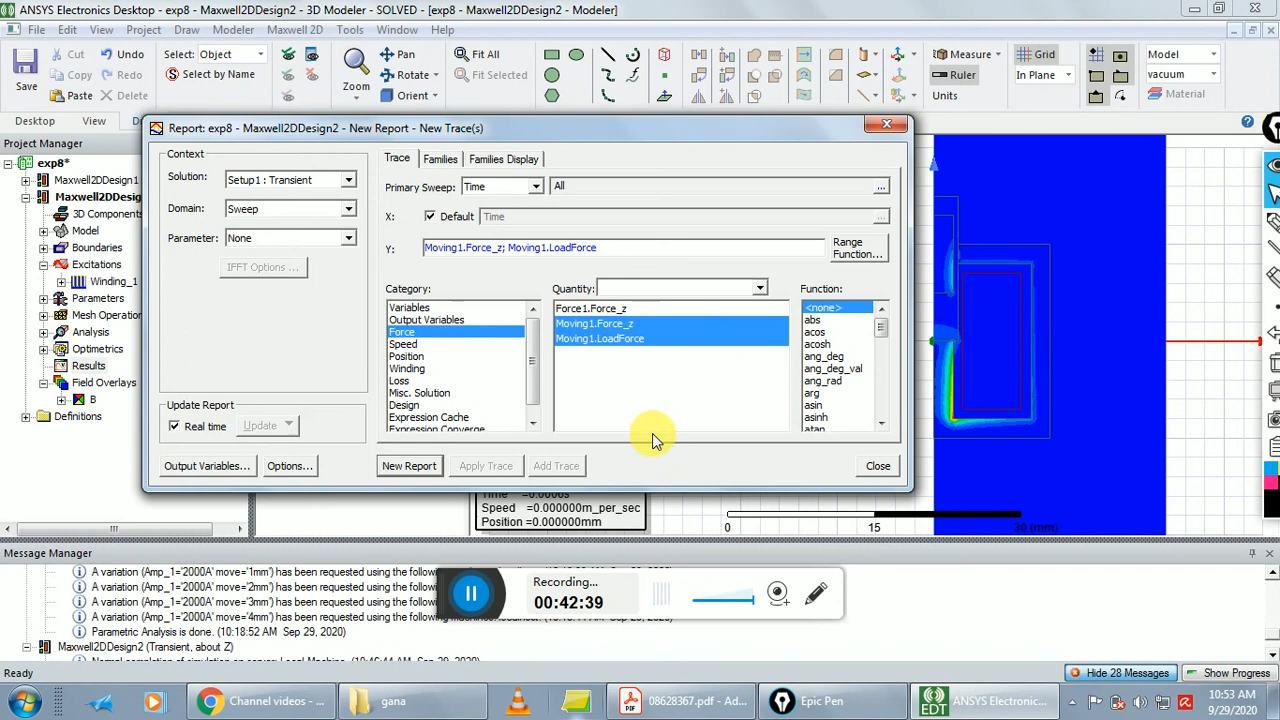 ANSYS Electronics Desktop - exp8 - Maxwell2DDesign2 - 3D Modeler - SOLVED - [exp8 - Maxwell2DDesign2 - Modeler]
File Edit View Project Draw Modeler Maxwell 2D Tools Window Help
Save
Cut
Copy
Paste
Undo
Redo
Delete
Select: Object
Select by Name
Zoom
Pan
Rotate
Orient
Fit All
Fit Selected
Measure
Ruler
Units
Grid
In Plane
Model
vacuum
Material
Desktop View
Project Manager
exp8*
Maxwell2DDesign1
Maxwell2DDes
3D Components
Model
Boundaries
Excitations
Winding_1
Parameters
Mesh Operation
Analysis
Optimetrics
Results
Field Overlays
B
Definitions
Report: exp8 - Maxwell2DDesign2 - New Report - New Trace(s)
Context
Solution: Setup1 : Transient
Domain: Sweep
Parameter: None
IFFT Options ...
Update Report
Real time Update
Output Variables... Options...
Trace Families Families Display
Primary Sweep: Time All ...
X: Default Time ...
Y: Moving1.Force_z; Moving1.LoadForce
Range
Function...
Category: Quantity: Function:
Variables
Output Variables
Force
Speed
Position
Winding
Loss
Misc. Solution
Design
Expression Cache
Expression Converge
Force1.Force_z
Moving1.Force_z
Moving1.LoadForce
<none>
abs
acos
acosh
ang_deg
ang_deg_val
ang_rad
arg
asin
asinh
atan
New Report Apply Trace Add Trace Close
Time =0.0006s
Speed =0.000000m_per_sec
Position =0.000000mm
0 15 30 (mm)
Message Manager
A variation (Amp_1='2000A' move='1mm') has been requested using the following
A variation (Amp_1='2000A' move='2mm') has been requested using the followin
A variation (Amp_1='2000A' move='3mm') has been requested using the followin
A variation (Amp_1='2000A' move='4mm') has been requested using the following
Parametric Analysis is done. (10:18:52 AM Sep 29, 2020)
Maxwell2DDesign2 (Transient, about Z)
Recording...
00:42:39
Ready
Hide 28 Messages Show Progress
Channel videos - ...
gana
08628367.pdf - Ad...
Epic Pen
ANSYS Electronic...
10:53 AM
9/29/2020